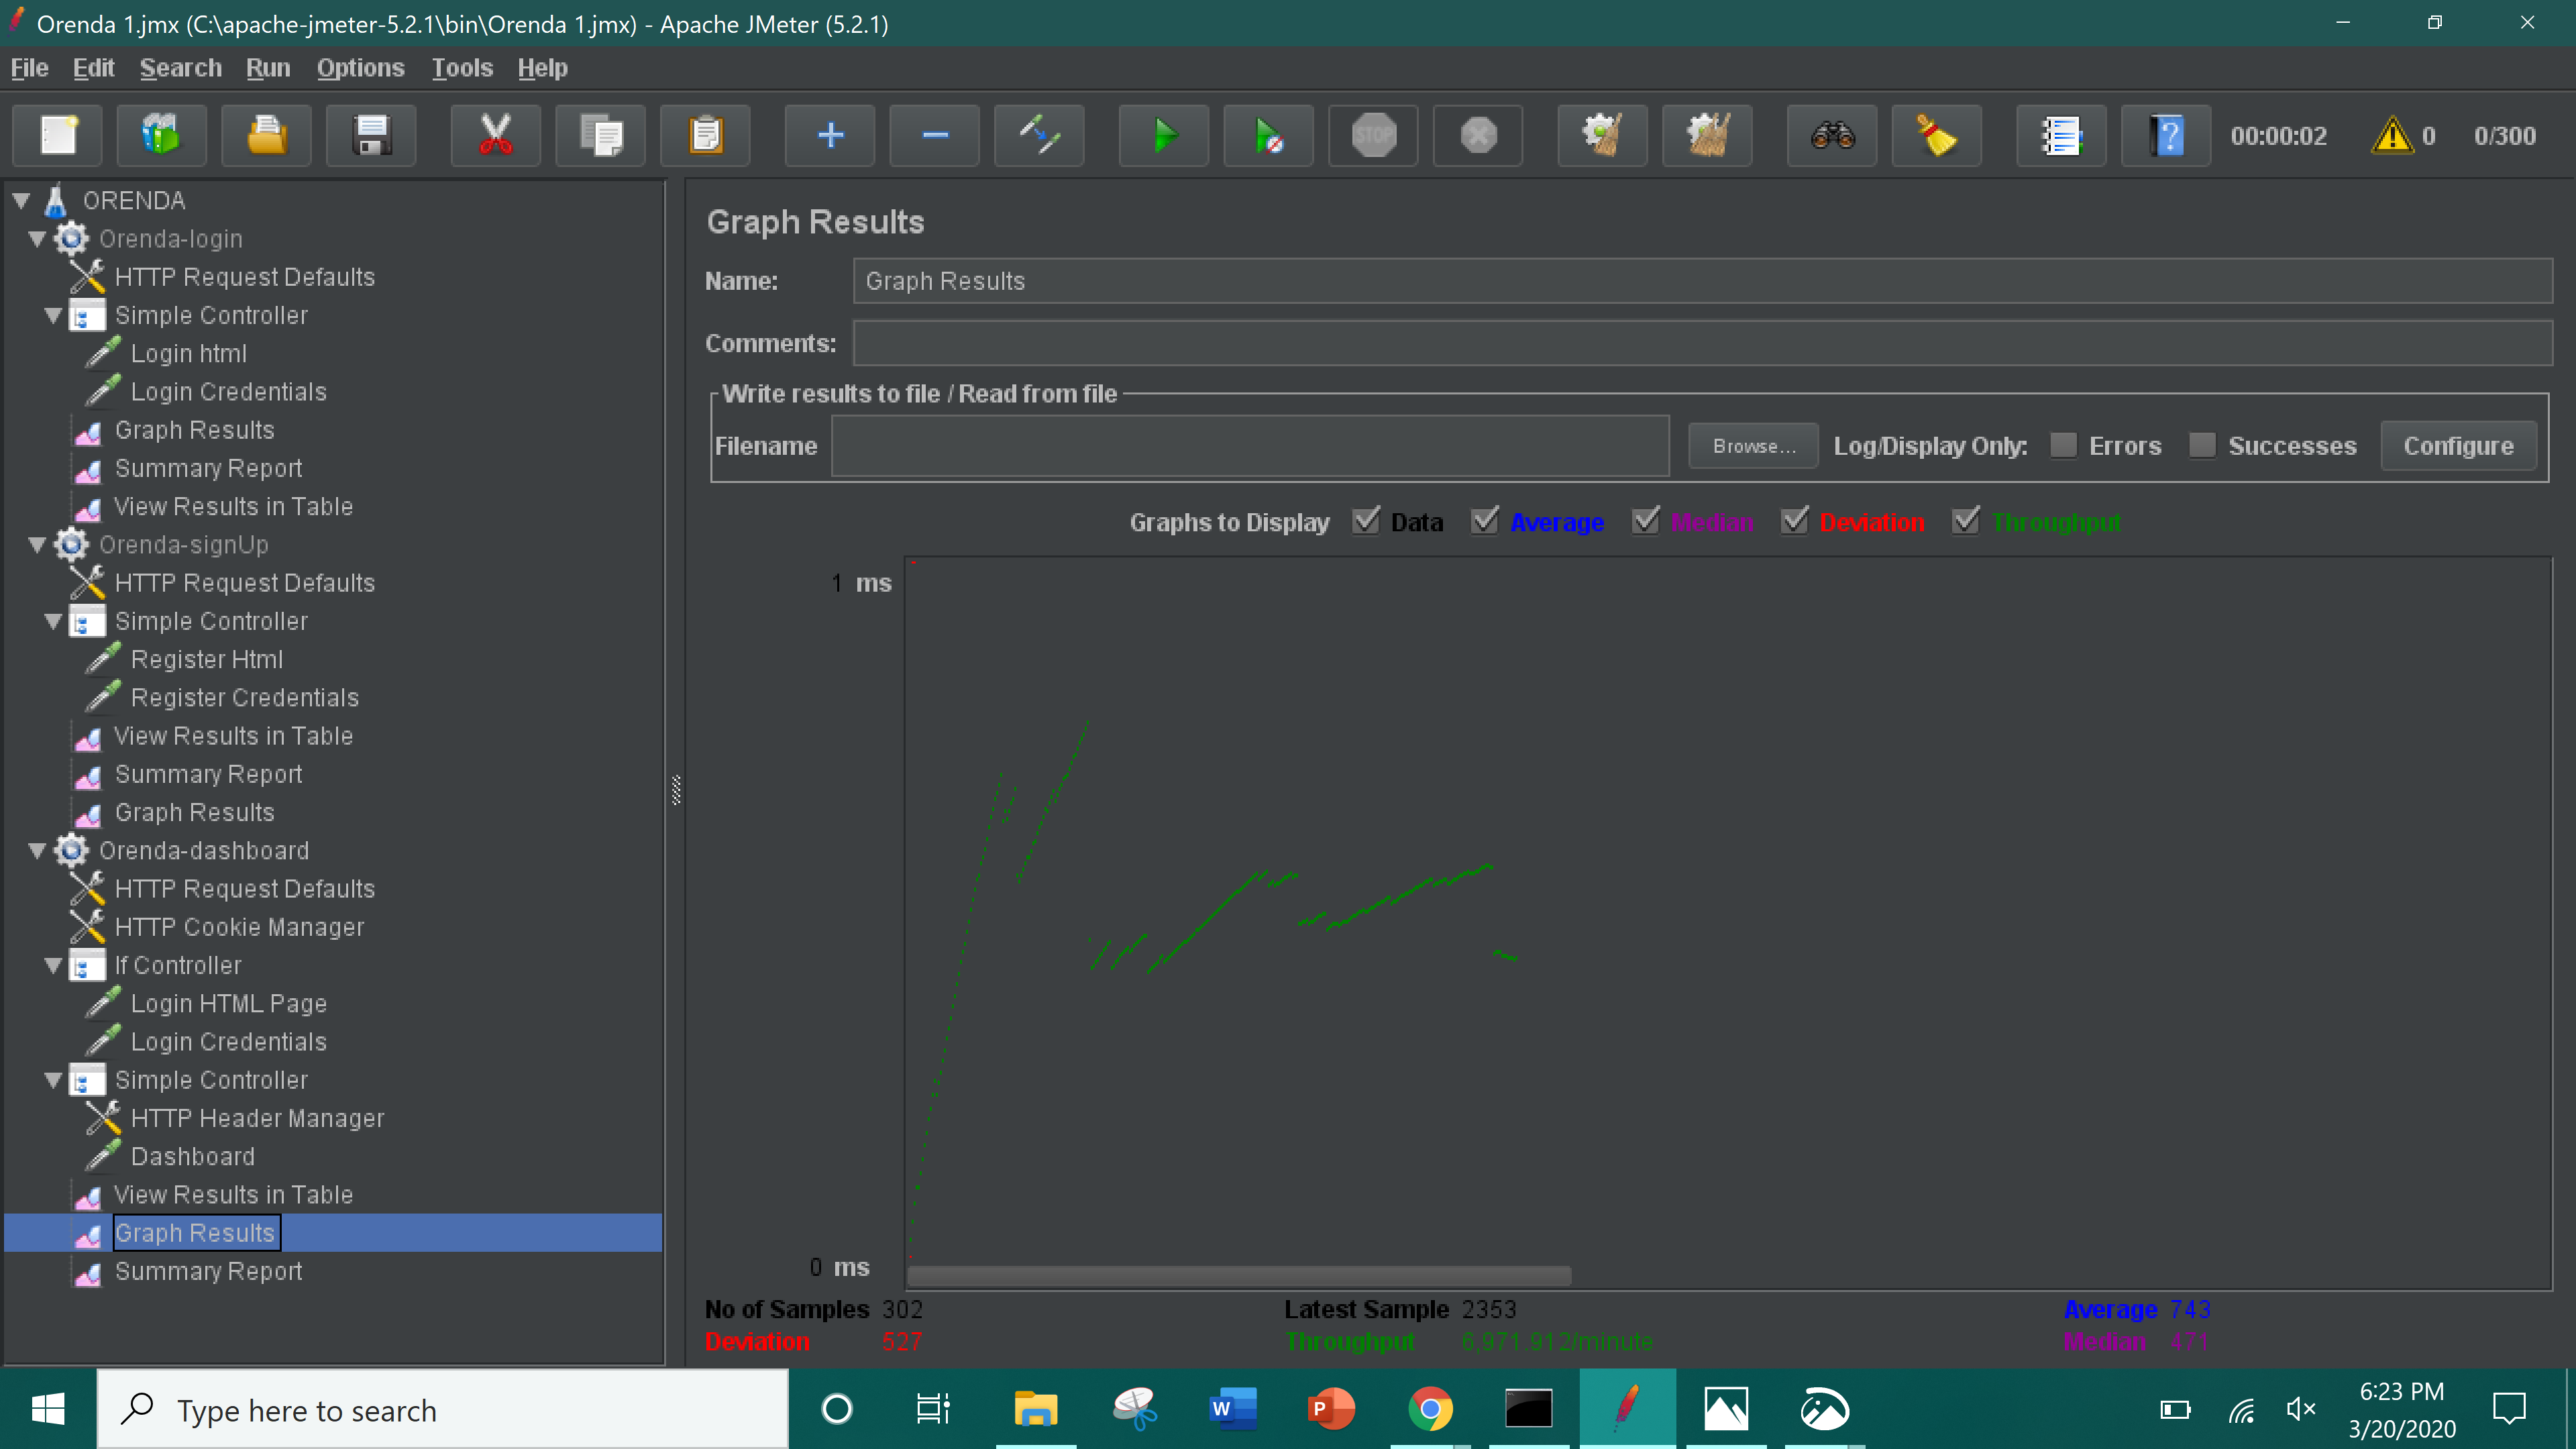 Orenda 1.jmx (C:\apache-jmeter-5.2.1\bin\Orenda 1.jmx) - Apache JMeter (5.2.1)
File Edit Search Run Options Tools Help
STOP
00:00:02 0 0/300
ORENDA
Orenda-login
HTTP Request Defaults
Simple Controller
Login html
Login Credentials
Graph Results
Summary Report
View Results in Table
Orenda-signUp
HTTP Request Defaults
Simple Controller
Register Html
Register Credentials
View Results in Table
Summary Report
Graph Results
Orenda-dashboard
HTTP Request Defaults
HTTP Cookie Manager
If Controller
Login HTML Page
Login Credentials
Simple Controller
HTTP Header Manager
Dashboard
View Results in Table
Graph Results
Summary Report
Graph Results
Name: Graph Results
Comments:
Write results to file / Read from file
Filename Browse... Log/Display Only: Errors Successes Configure
Graphs to Display Data Average Median Deviation Throughput
1 ms
0 ms
No of Samples 302 Latest Sample 2353 Average 743
Deviation 527 Throughput 6,971.912/minute Median 471
Type here to search
W
P
6:23 PM
3/20/2020